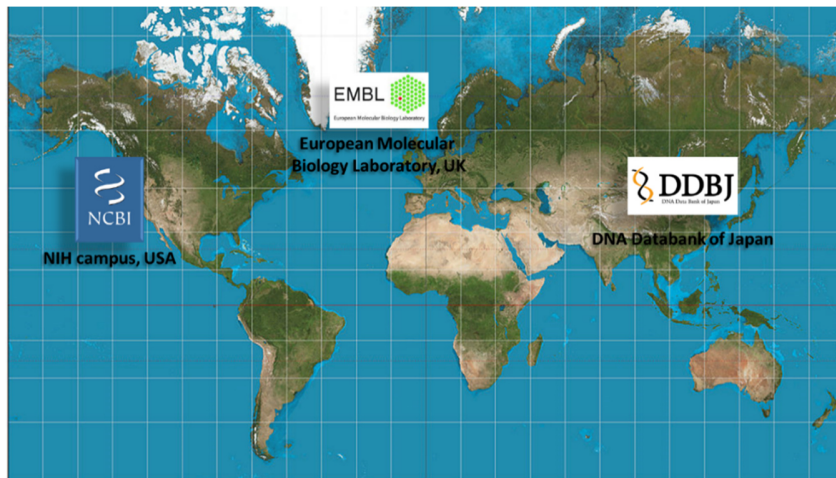 EMBL
European Molecular Biology Laboratory
European Molecular
Biology Laboratory, UK
NCBI
NIH campus, USA
DDBJ
DNA Data Bank of Japan
DNA Databank of Japan